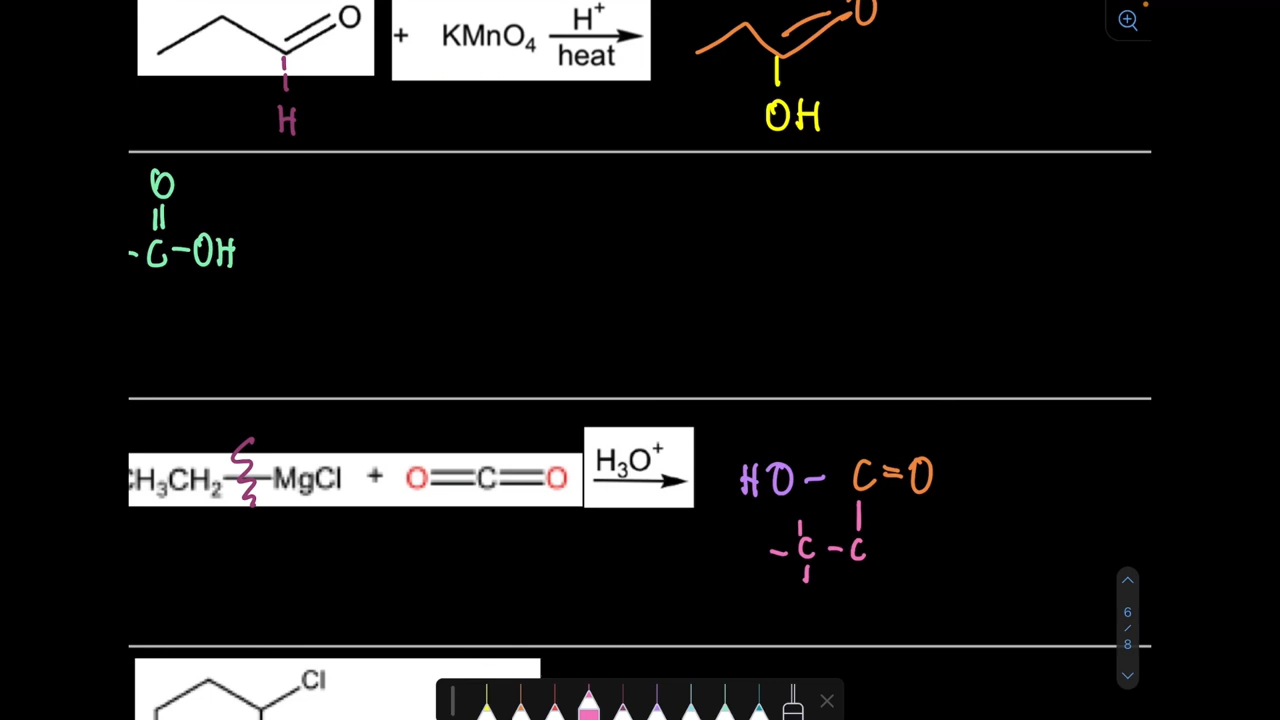 O + KMnO₄ H⁺ heat O
H OH
O
||
-C-OH
CH₃CH₂-MgCl + O=C=O H₃O⁺ HO- C=O
-C-C
Cl
6
/
8